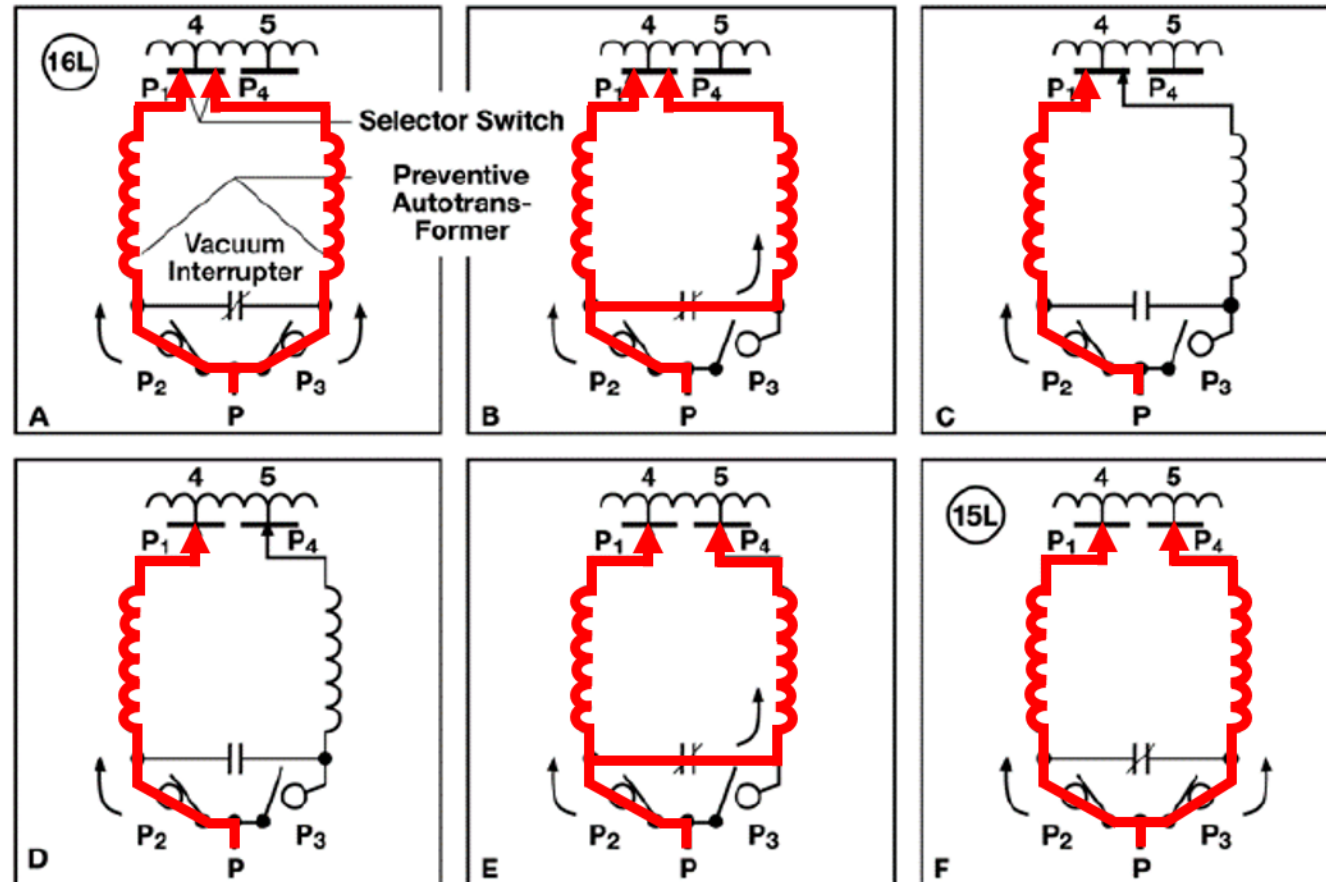 4 5
16L
P1 P4
Selector Switch
Preventive
Autotrans-
Former
Vacuum
Interrupter
P2 P3
P
A
4 5
P1 P4
P2 P3
P
B
4 5
P1 P4
P2 P3
P
C
4 5
P1 P4
P2 P3
P
D
4 5
P1 P4
P2 P3
P
E
4 5
15L
P1 P4
P2 P3
P
F